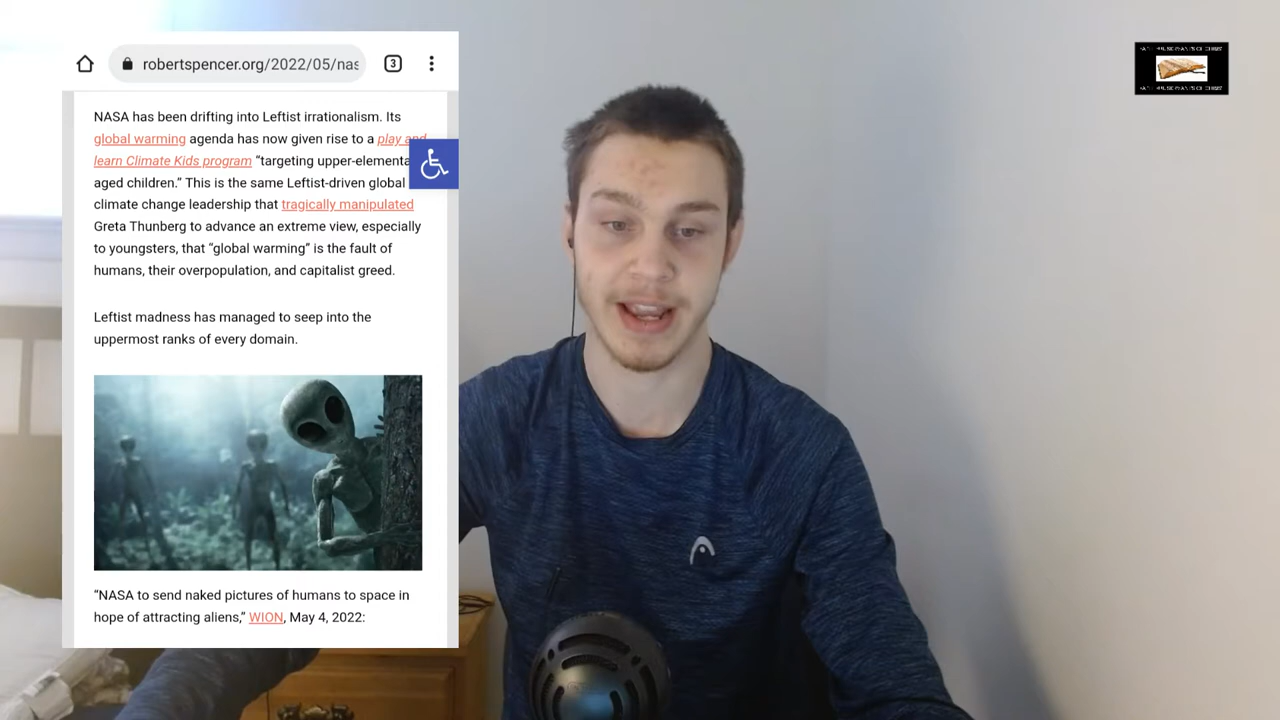 robertspencer.org/2022/05/nas
3
NASA has been drifting into Leftist irrationalism. Its
global warming agenda has now given rise to a play and
learn Climate Kids program “targeting upper-elementa
aged children.” This is the same Leftist-driven global
climate change leadership that tragically manipulated
Greta Thunberg to advance an extreme view, especially
to youngsters, that “global warming” is the fault of
humans, their overpopulation, and capitalist greed.
Leftist madness has managed to seep into the
uppermost ranks of every domain.
“NASA to send naked pictures of humans to space in
hope of attracting aliens,” WION, May 4, 2022: